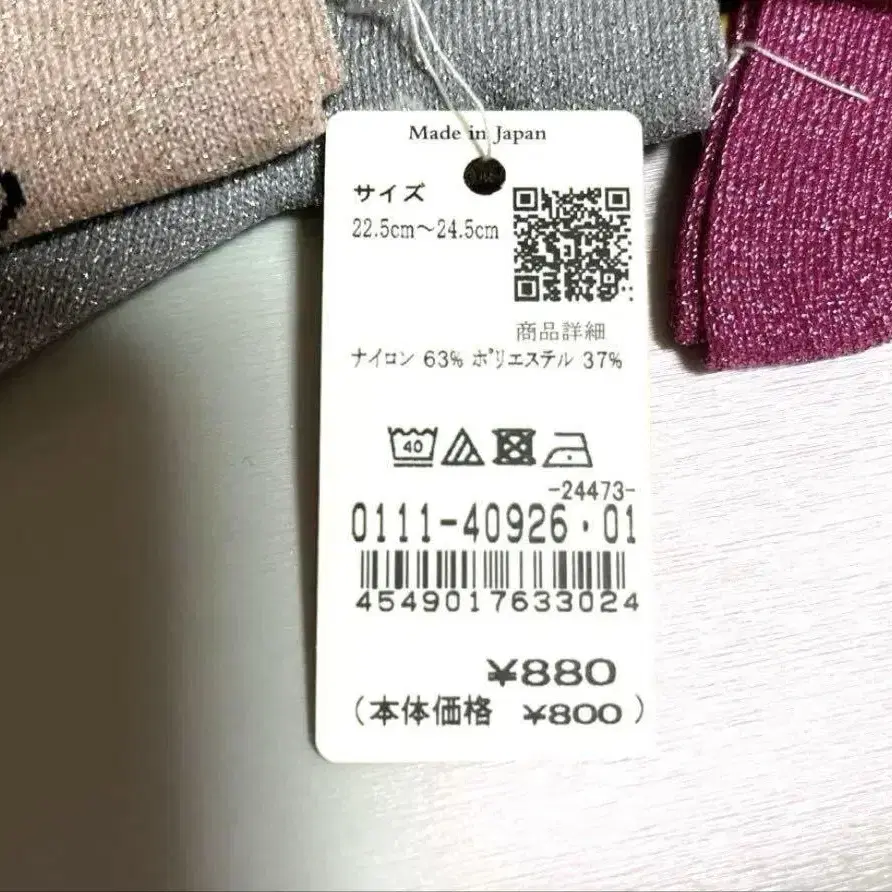 Made in Japan
サイズ
22.5cm～24.5cm
商品詳細
ナイロン 63% ポリエステル 37%
40
-24473-
0111-40926・01
4549017633024
¥880
（本体価格 ¥800）